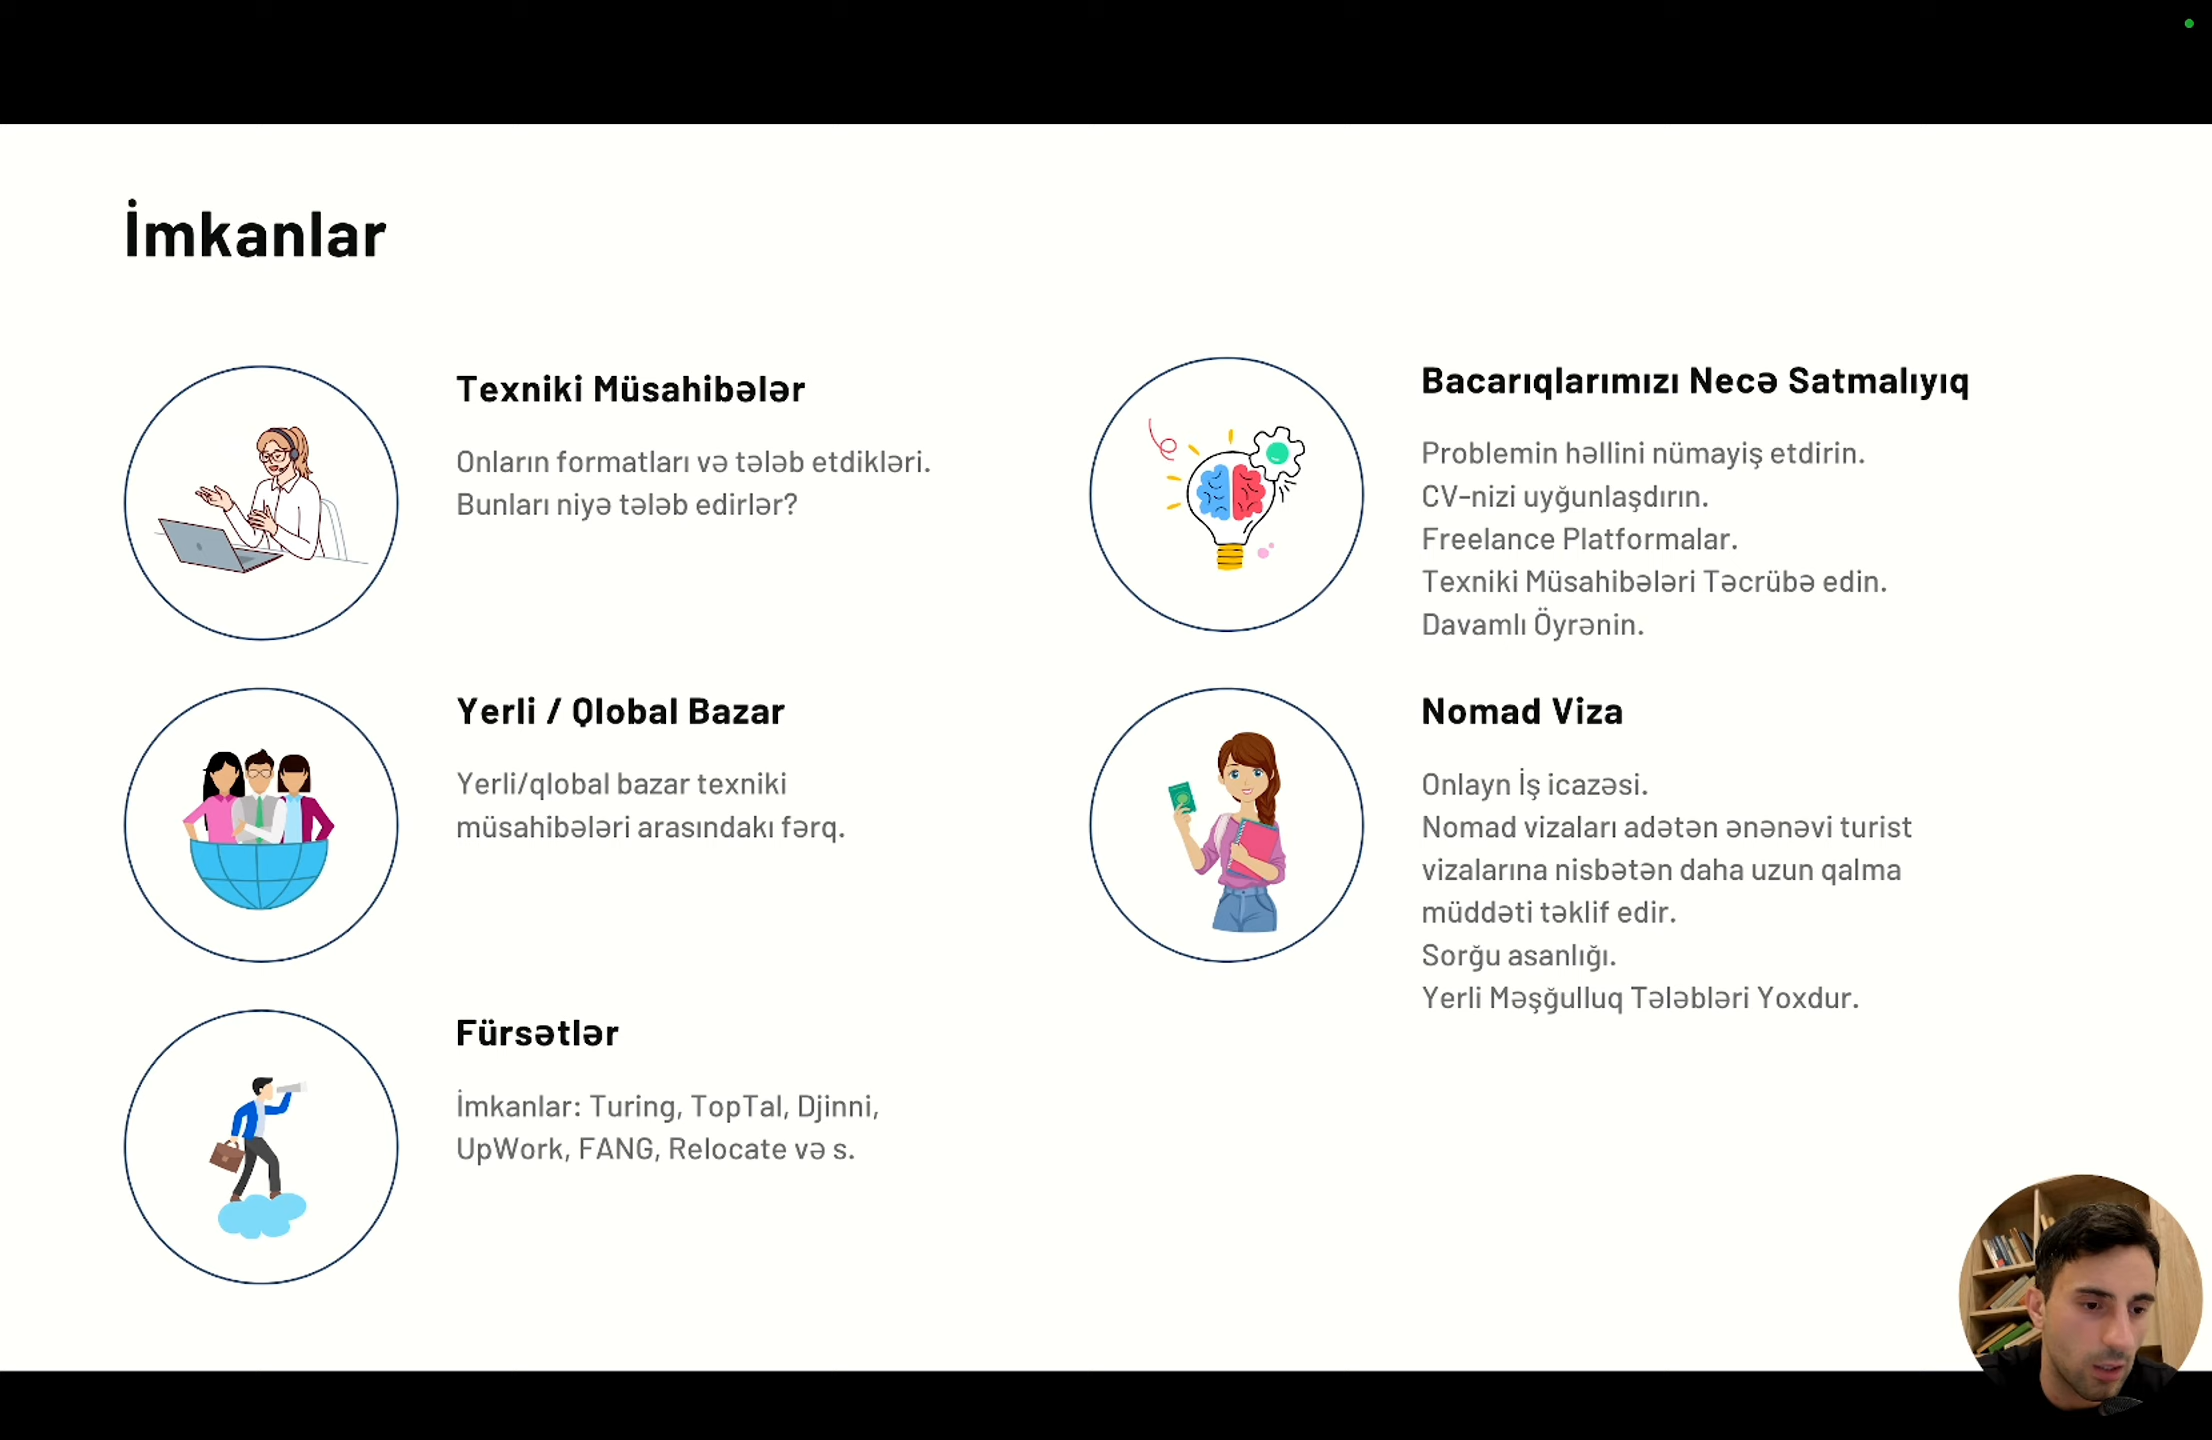 İmkanlar
Texniki Müsahibələr
Onların formatları və tələb etdikləri.
Bunları niyə tələb edirlər?
Yerli / Qlobal Bazar
Yerli/qlobal bazar texniki
müsahibələri arasındakı fərq.
Fürsətlər
İmkanlar: Turing, TopTal, Djinni,
UpWork, FANG, Relocate və s.
Bacarıqlarımızı Necə Satmalıyıq
Problemin həllini nümayiş etdirin.
CV-nizi uyğunlaşdırın.
Freelance Platformalar.
Texniki Müsahibələri Təcrübə edin.
Davamlı Öyrənin.
Nomad Viza
Onlayn İş icazəsi.
Nomad vizaları adətən ənənəvi turist
vizalarına nisbətən daha uzun qalma
müddəti təklif edir.
Sorğu asanlığı.
Yerli Məşğulluq Tələbləri Yoxdur.